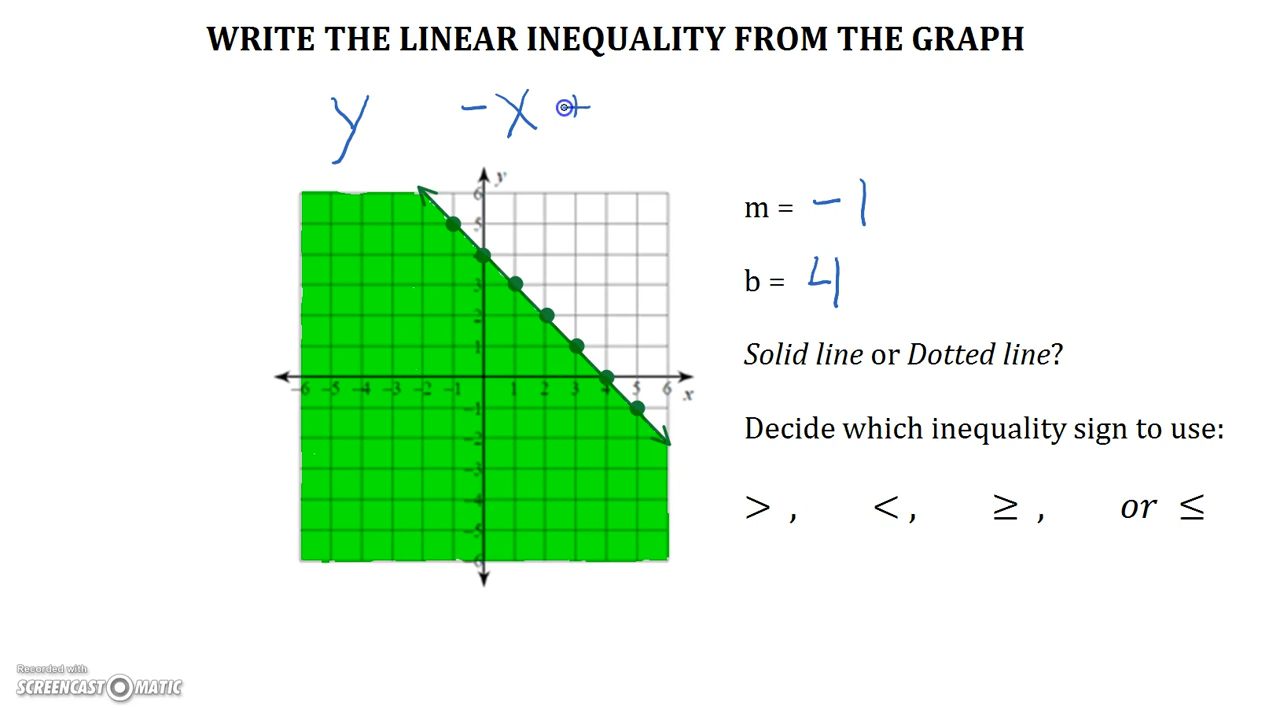 WRITE THE LINEAR INEQUALITY FROM THE GRAPH
y -x +
y
6
5
4
3
2
1
-6 -5 -4 -3 -2 -1 1 2 3 4 5 6 x
-1
-2
-3
-4
-5
-6
m = -1
b = 4
Solid line or Dotted line?
Decide which inequality sign to use:
> , < , ≥ , or ≤
Recorded with
SCREENCAST MATIC